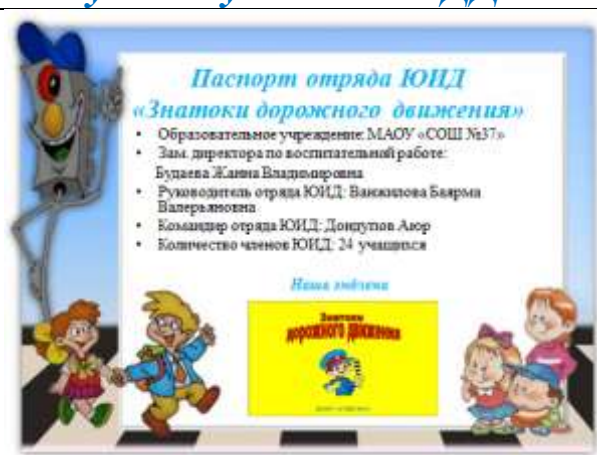 Паспорт отряда ЮИД
«Знатоки дорожного движения»
• Образовательное учреждение: МАОУ «СОШ №37»
• Зам. директора по воспитательной работе:
Будаева Жанна Владимировна
• Руководитель отряда ЮИД: Ванжилова Баярма
Валерьяновна
• Командир отряда ЮИД: Дондупов Аюр
• Количество членов ЮИД: 24 учащихся
Наша эмблема
Знатоки
дорожного движения